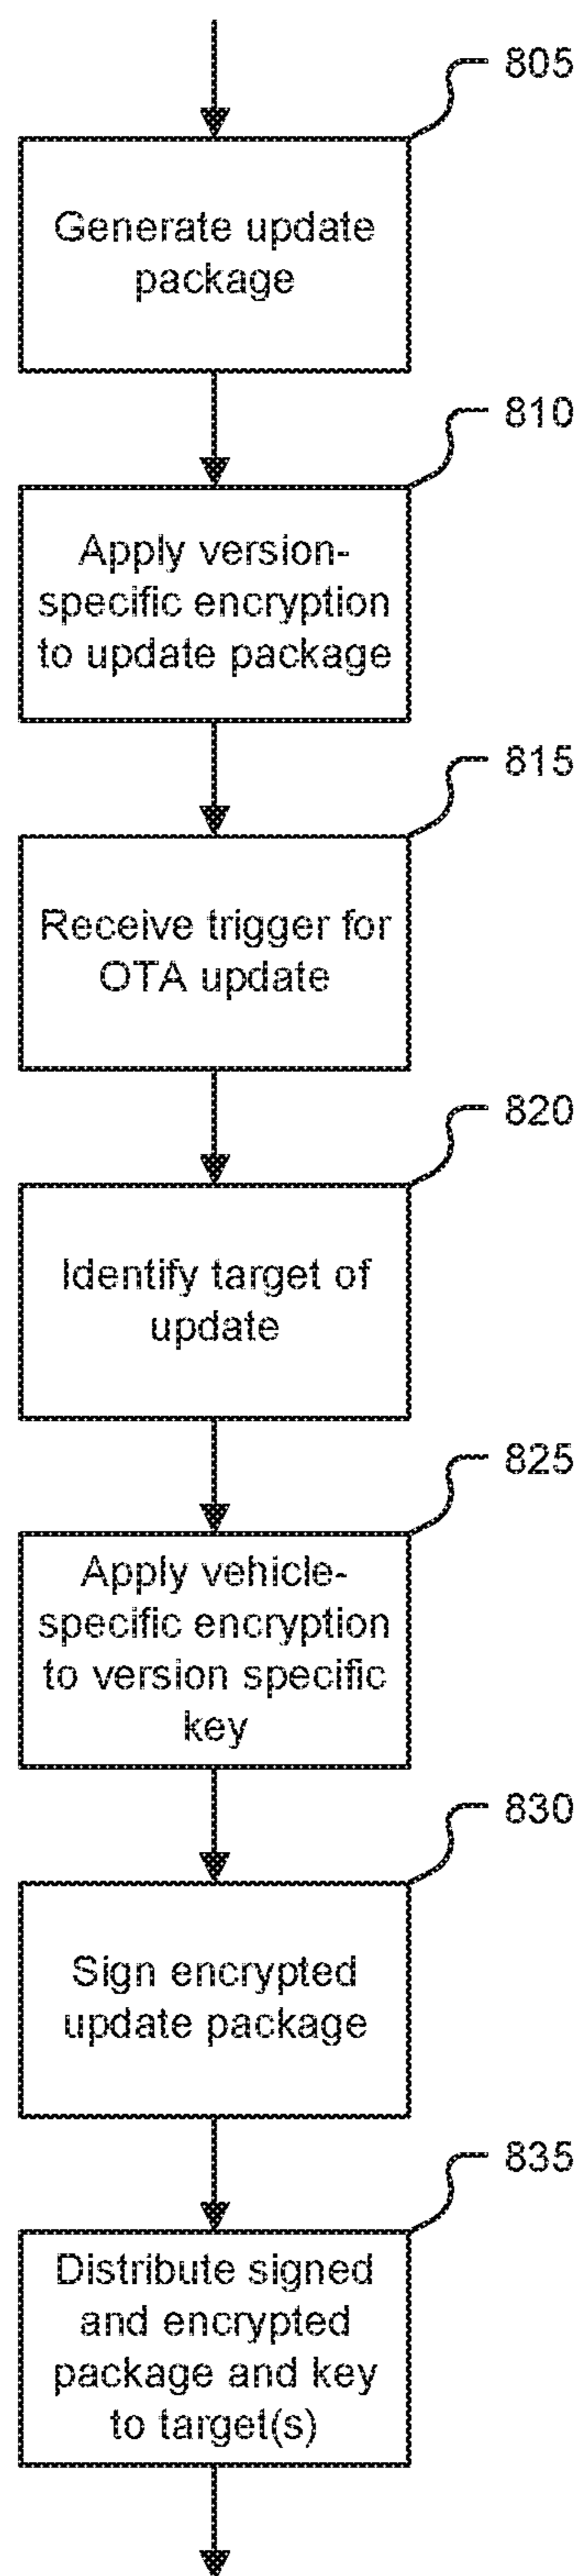 805
Generate update
package
810
Apply version-
specific encryption
to update package
815
Receive trigger for
OTA update
820
Identify target of
update
825
Apply vehicle-
specific encryption
to version specific
key
830
Sign encrypted
update package
835
Distribute signed
and encrypted
package and key
to target(s)